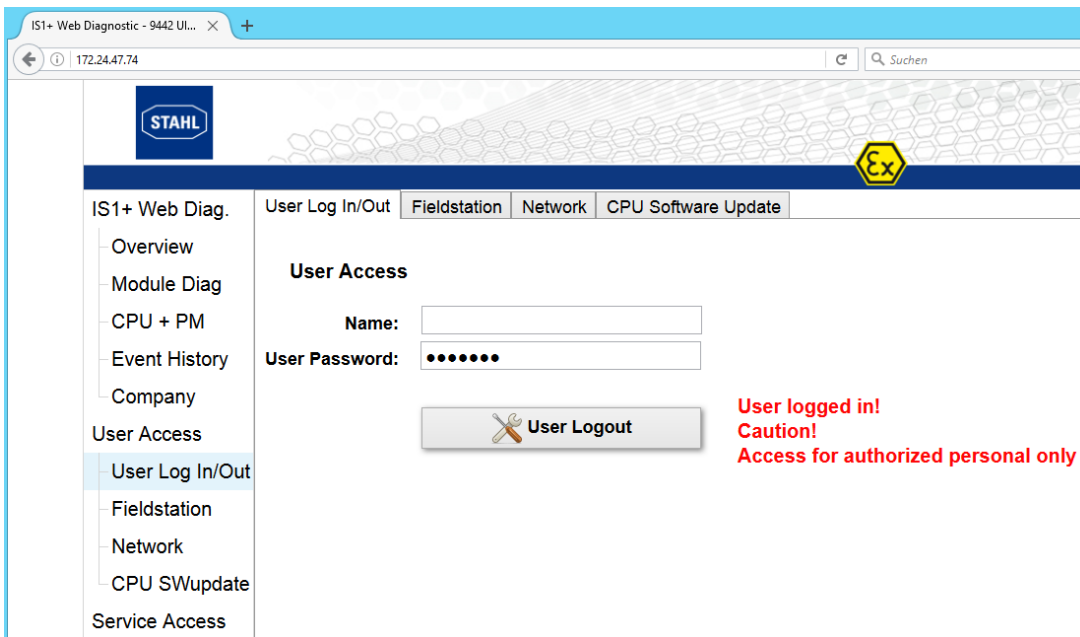 IS1+ Web Diagnostic - 9442 UI...
172.24.47.74
Suchen
STAHL
Ex
IS1+ Web Diag.
Overview
Module Diag
CPU + PM
Event History
Company
User Access
User Log In/Out
Fieldstation
Network
CPU SWupdate
Service Access
User Log In/Out Fieldstation Network CPU Software Update
User Access
Name:
User Password:
User Logout
User logged in!
Caution!
Access for authorized personal only